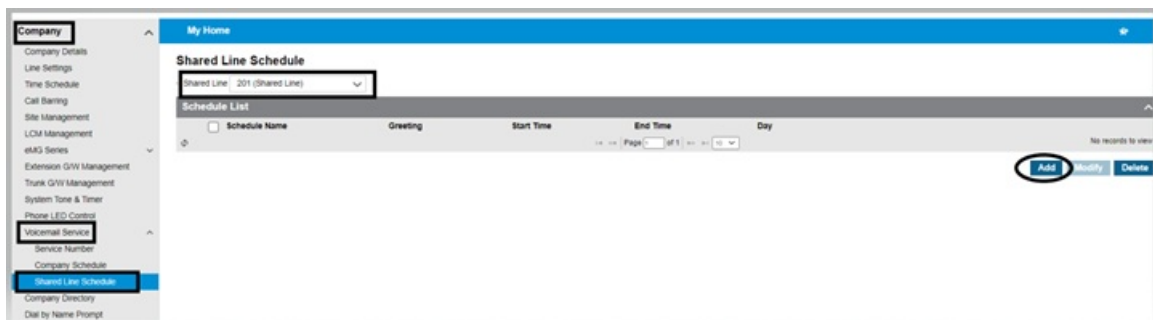 Company
Company Details
Line Settings
Time Schedule
Call Barring
Site Management
LCM Management
eMG Series
Extension G/W Management
Trunk G/W Management
System Tone & Timer
Phone LED Control
Voicemail Service
Service Number
Company Schedule
Shared Line Schedule
Company Directory
Dial by Name Prompt
My Home
Shared Line Schedule
Shared Line 201 (Shared Line)
Schedule List
Schedule Name Greeting Start Time End Time Day
Page of 1 10 No records to view
Add Modify Delete